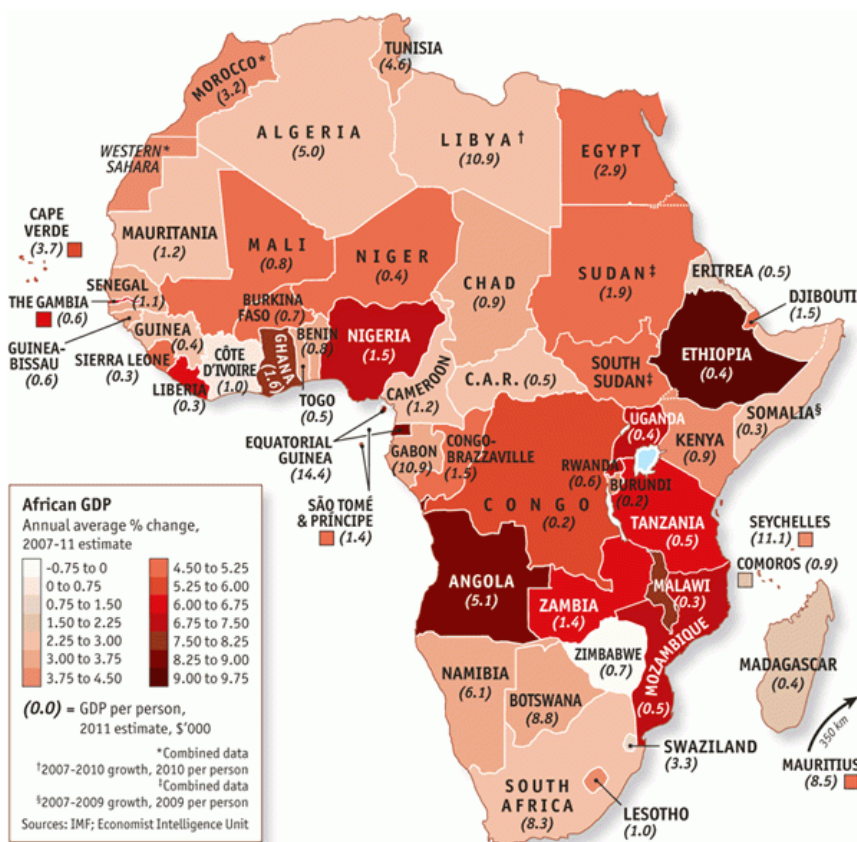 TUNISIA
(4.6)
MOROCCO*
(3.2)
ALGERIA
(5.0)
LIBYA†
(10.9)
EGYPT
(2.9)
WESTERN*
SAHARA
CAPE
VERDE
(3.7)
MAURITANIA
(1.2)
MALI
(0.8)
NIGER
(0.4)
CHAD
(0.9)
SUDAN‡
(1.9)
ERITREA (0.5)
DJIBOUTI
(1.5)
SENEGAL
(1.1)
THE GAMBIA
(0.6)
GUINEA-
BISSAU
(0.6)
GUINEA
(0.4)
SIERRA LEONE
(0.3)
LIBERIA
(0.3)
CÔTE
D'IVOIRE
(1.0)
BURKINA
FASO (0.7)
GHANA
(1.6)
BENIN
(0.8)
TOGO
(0.5)
NIGERIA
(1.5)
CAMEROON
(1.2)
C.A.R. (0.5)
SOUTH
SUDAN‡
ETHIOPIA
(0.4)
SOMALIA§
(0.3)
EQUATORIAL
GUINEA
(14.4)
GABON
(10.9)
CONGO-
BRAZZAVILLE
(1.5)
SÃO TOMÉ
& PRÍNCIPE
(1.4)
CONGO
(0.2)
UGANDA
(0.4)
KENYA
(0.9)
RWANDA
(0.6)
BURUNDI
(0.2)
TANZANIA
(0.5)
SEYCHELLES
(11.1)
COMOROS (0.9)
ANGOLA
(5.1)
ZAMBIA
(1.4)
MALAWI
(0.3)
MOZAMBIQUE
(0.5)
ZIMBABWE
(0.7)
MADAGASCAR
(0.4)
NAMIBIA
(6.1)
BOTSWANA
(8.8)
SWAZILAND
(3.3)
350 km
MAURITIUS
(8.5)
SOUTH
AFRICA
(8.3)
LESOTHO
(1.0)
African GDP
Annual average % change,
2007-11 estimate
-0.75 to 0
0 to 0.75
0.75 to 1.50
1.50 to 2.25
2.25 to 3.00
3.00 to 3.75
3.75 to 4.50
4.50 to 5.25
5.25 to 6.00
6.00 to 6.75
6.75 to 7.50
7.50 to 8.25
8.25 to 9.00
9.00 to 9.75
(0.0) = GDP per person,
2011 estimate, $'000
*Combined data
†2007-2010 growth, 2010 per person
‡Combined data
§2007-2009 growth, 2009 per person
Sources: IMF; Economist Intelligence Unit